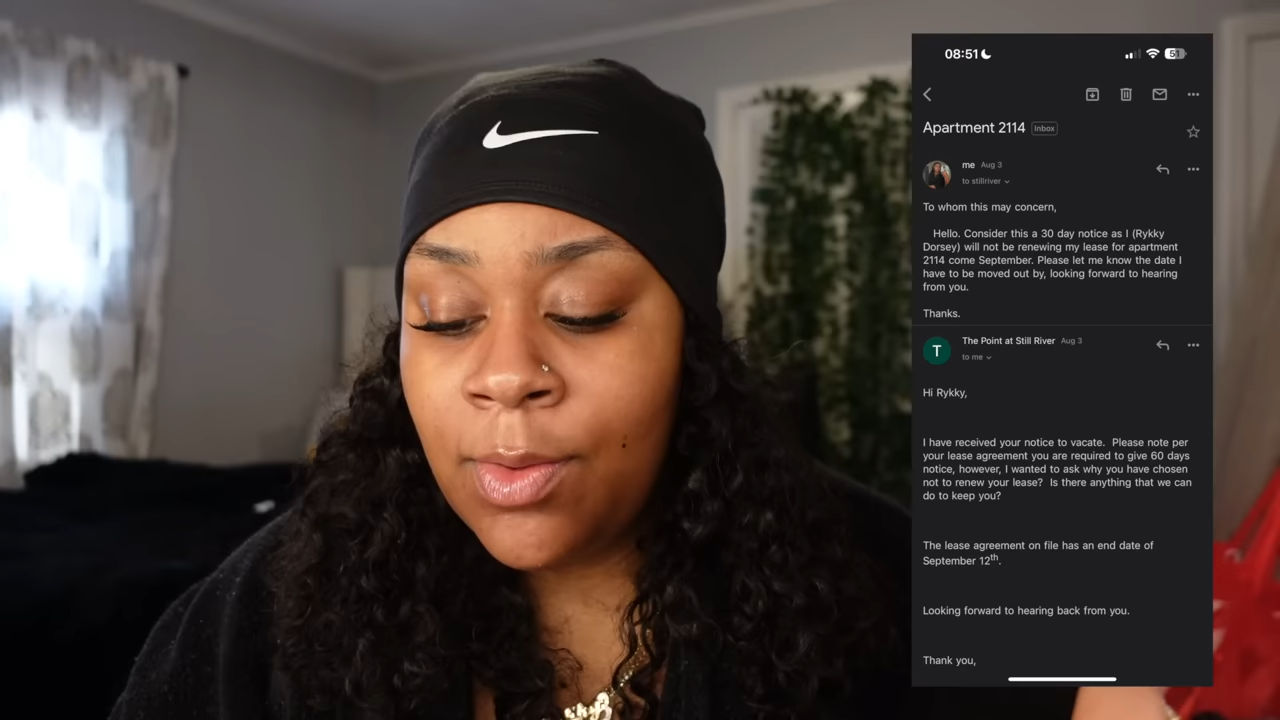 08:51
51
Apartment 2114 Inbox
me Aug 3
to stillriver
To whom this may concern,
Hello. Consider this a 30 day notice as I (Rykky
Dorsey) will not be renewing my lease for apartment
2114 come September. Please let me know the date I
have to be moved out by, looking forward to hearing
from you.
Thanks.
T
The Point at Still River Aug 3
to me
Hi Rykky,
I have received your notice to vacate. Please note per
your lease agreement you are required to give 60 days
notice, however, I wanted to ask why you have chosen
not to renew your lease? Is there anything that we can
do to keep you?
The lease agreement on file has an end date of
September 12th.
Looking forward to hearing back from you.
Thank you,